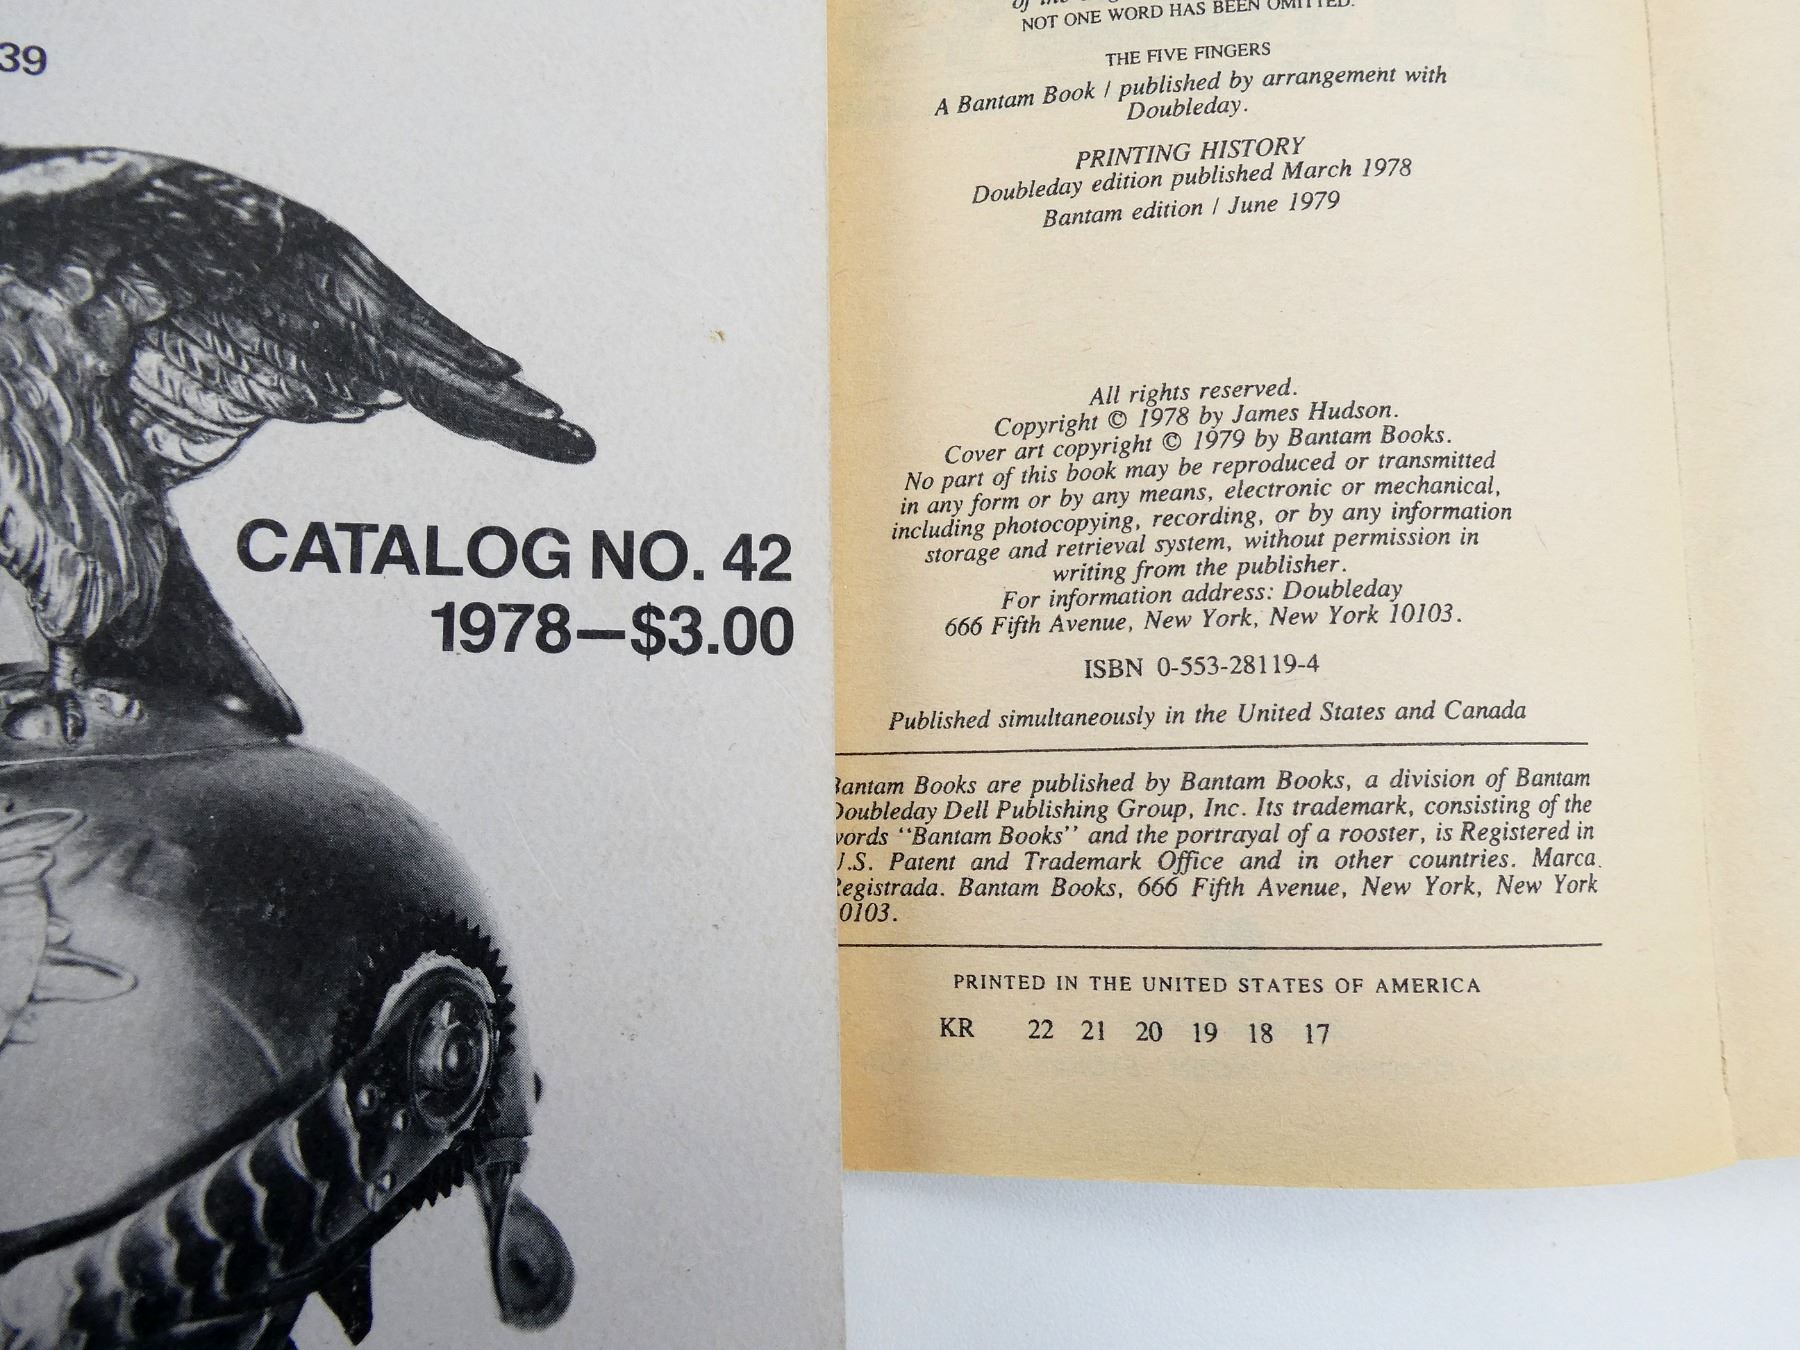 39
CATALOG NO. 42
1978—$3.00
of the
NOT ONE WORD HAS BEEN OMITTED.
THE FIVE FINGERS
A Bantam Book / published by arrangement with
Doubleday.
PRINTING HISTORY
Doubleday edition published March 1978
Bantam edition / June 1979
All rights reserved.
Copyright © 1978 by James Hudson.
Cover art copyright © 1979 by Bantam Books.
No part of this book may be reproduced or transmitted
in any form or by any means, electronic or mechanical,
including photocopying, recording, or by any information
storage and retrieval system, without permission in
writing from the publisher.
For information address: Doubleday
666 Fifth Avenue, New York, New York 10103.
ISBN 0-553-28119-4
Published simultaneously in the United States and Canada
Bantam Books are published by Bantam Books, a division of Bantam
Doubleday Dell Publishing Group, Inc. Its trademark, consisting of the
words "Bantam Books" and the portrayal of a rooster, is Registered in
U.S. Patent and Trademark Office and in other countries. Marca
Registrada. Bantam Books, 666 Fifth Avenue, New York, New York
0103.
PRINTED IN THE UNITED STATES OF AMERICA
KR 22 21 20 19 18 17